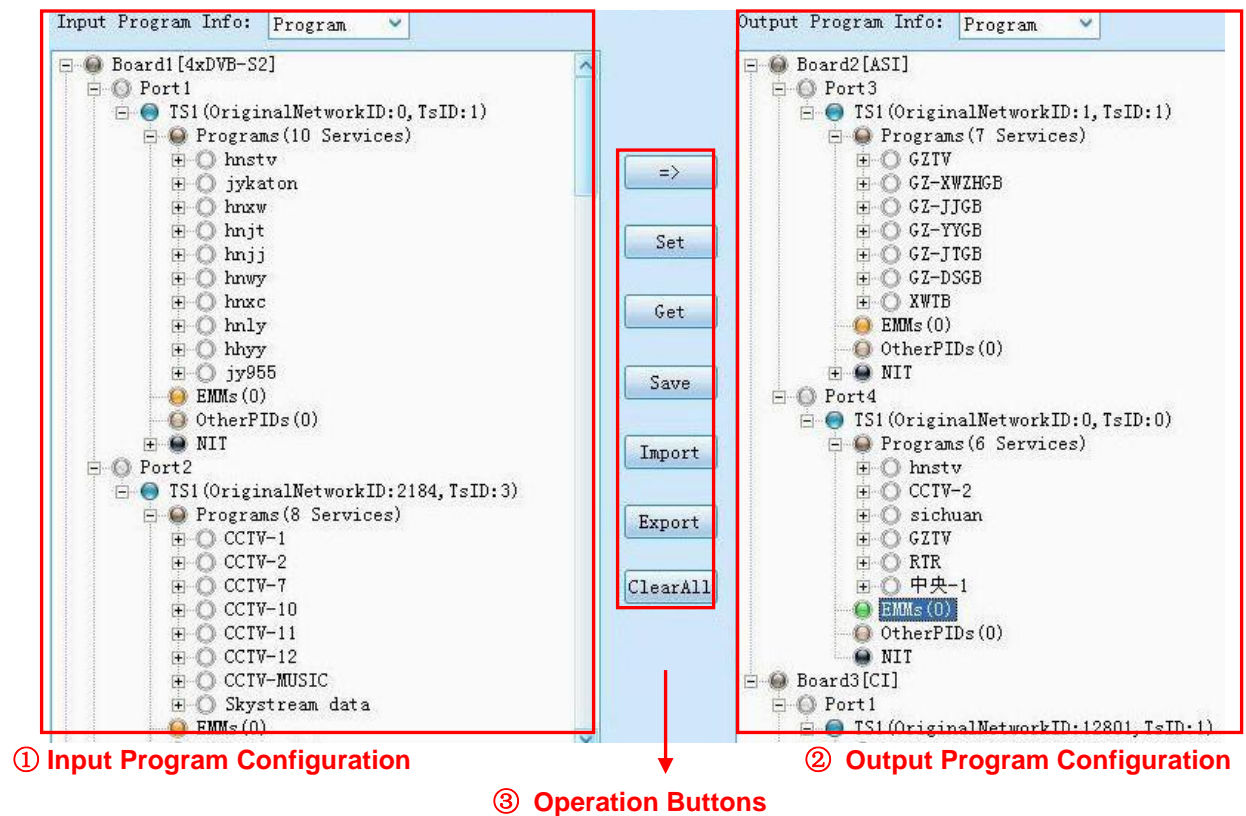 Input Program Info: Program
Board1[4xDVB-S2]
Port1
TS1(OriginalNetworkID:0,TsID:1)
Programs(10 Services)
hnstv
jykaton
hnxw
hnjt
hnjj
hnwy
hnxc
hnly
hhyy
jy955
EMMs(0)
OtherPIDs(0)
NIT
Port2
TS1(OriginalNetworkID:2184,TsID:3)
Programs(8 Services)
CCTV-1
CCTV-2
CCTV-7
CCTV-10
CCTV-11
CCTV-12
CCTV-MUSIC
Skystream data
EMMs(0)
=>
Set
Get
Save
Import
Export
ClearAll
Output Program Info: Program
Board2[ASI]
Port3
TS1(OriginalNetworkID:1,TsID:1)
Programs(7 Services)
GZTV
GZ-XWZHGB
GZ-JJGB
GZ-YYGB
GZ-JTGB
GZ-DSGB
XWTB
EMMs(0)
OtherPIDs(0)
NIT
Port4
TS1(OriginalNetworkID:0,TsID:0)
Programs(6 Services)
hnstv
CCTV-2
sichuan
GZTV
RTR
中央-1
EMMs(0)
OtherPIDs(0)
NIT
Board3[CI]
Port1
TS1(OriginalNetworkID:12801,TsID:1)
① Input Program Configuration
② Output Program Configuration
③ Operation Buttons